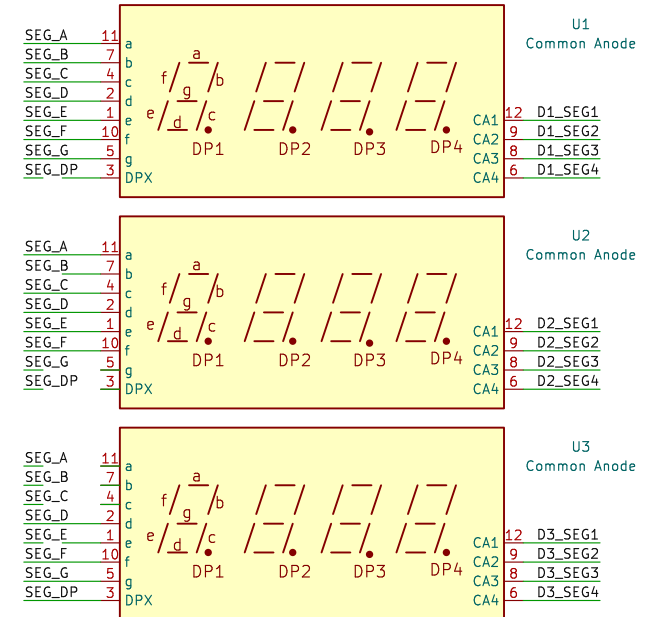 U1
Common Anode
SEG_A 11 a
SEG_B 7 b
SEG_C 4 c
SEG_D 2 d
SEG_E 1 e
SEG_F 10 f
SEG_G 5 g
SEG_DP 3 DPX
a
f b
g
e c
d
DP1 DP2 DP3 DP4
CA1 12 D1_SEG1
CA2 9 D1_SEG2
CA3 8 D1_SEG3
CA4 6 D1_SEG4
U2
Common Anode
SEG_A 11 a
SEG_B 7 b
SEG_C 4 c
SEG_D 2 d
SEG_E 1 e
SEG_F 10 f
SEG_G 5 g
SEG_DP 3 DPX
a
f b
g
e c
d
DP1 DP2 DP3 DP4
CA1 12 D2_SEG1
CA2 9 D2_SEG2
CA3 8 D2_SEG3
CA4 6 D2_SEG4
U3
Common Anode
SEG_A 11 a
SEG_B 7 b
SEG_C 4 c
SEG_D 2 d
SEG_E 1 e
SEG_F 10 f
SEG_G 5 g
SEG_DP 3 DPX
a
f b
g
e c
d
DP1 DP2 DP3 DP4
CA1 12 D3_SEG1
CA2 9 D3_SEG2
CA3 8 D3_SEG3
CA4 6 D3_SEG4